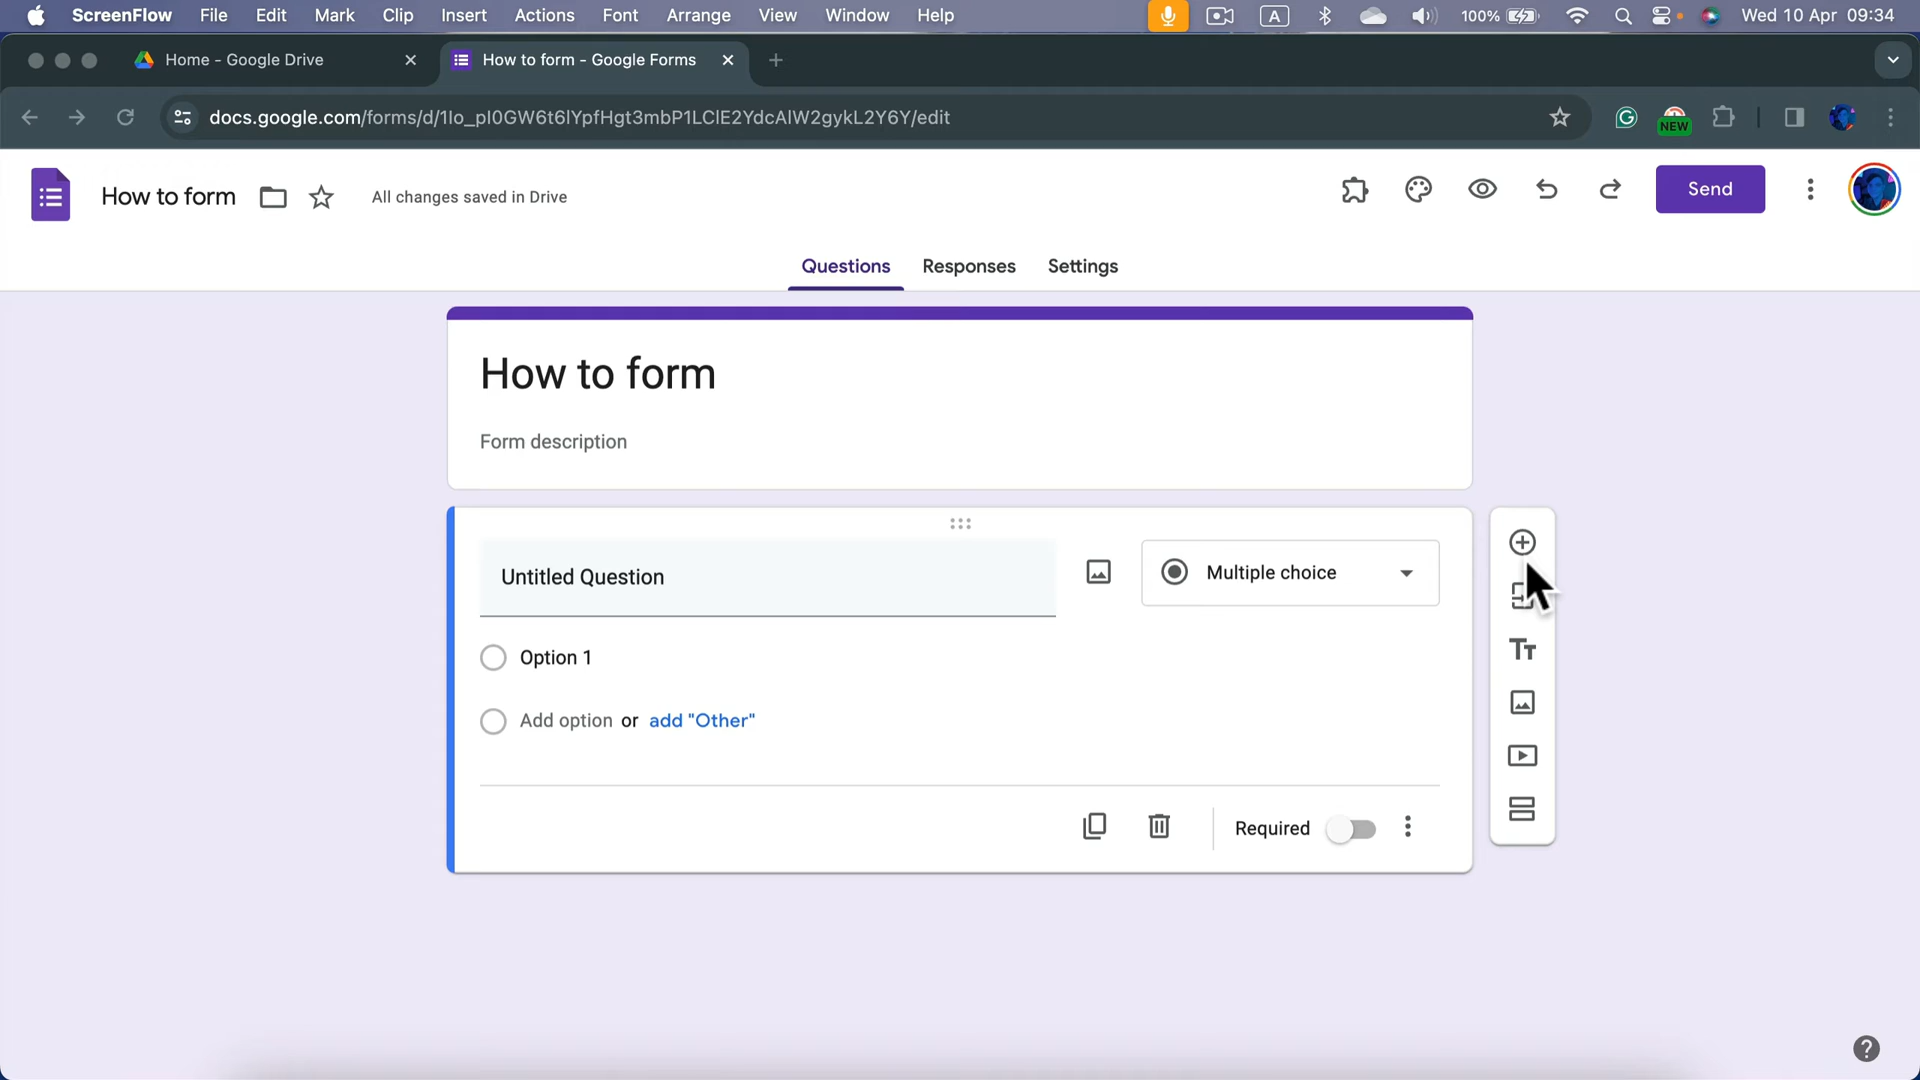 ScreenFlow File Edit Mark Clip Insert Actions Font Arrange View Window Help A 100% Wed 10 Apr 09:34
Home - Google Drive How to form - Google Forms
docs.google.com/forms/d/1Io_pI0GW6t6IYpfHgt3mbP1LCIE2YdcAIW2gykL2Y6Y/edit NEW
How to form All changes saved in Drive Send
Questions Responses Settings
How to form
Form description
Untitled Question Multiple choice
Option 1
Tт
Add option or add "Other"
Required